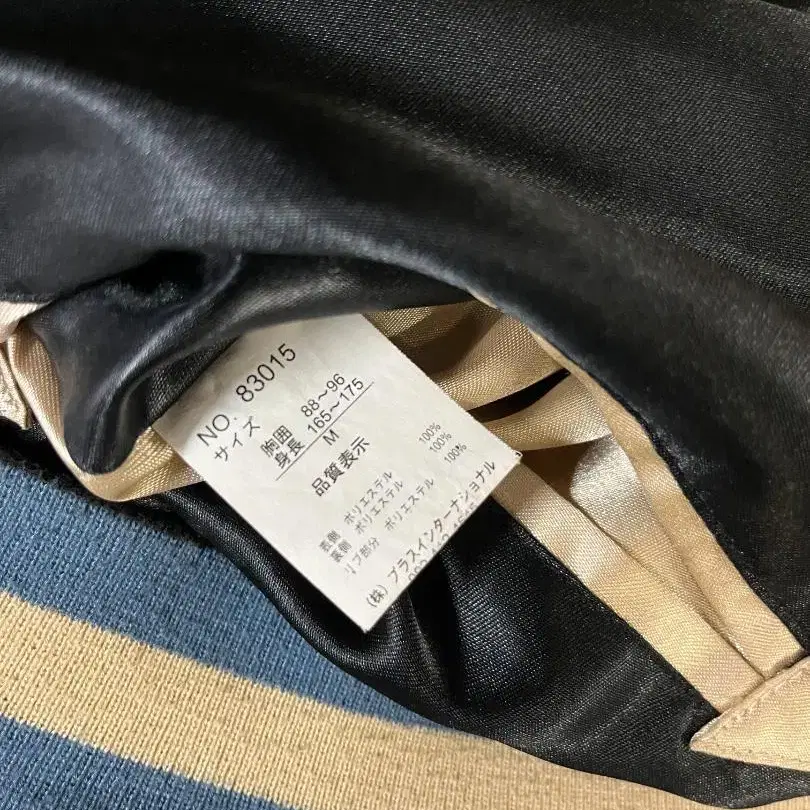 NO. 83015
サイズ
胸囲 88～96
身長 165～175
M
品質表示
表側 ポリエステル 100%
裏側 ポリエステル 100%
リブ部分 ポリエステル 100%
(株) プラスインターナショナル